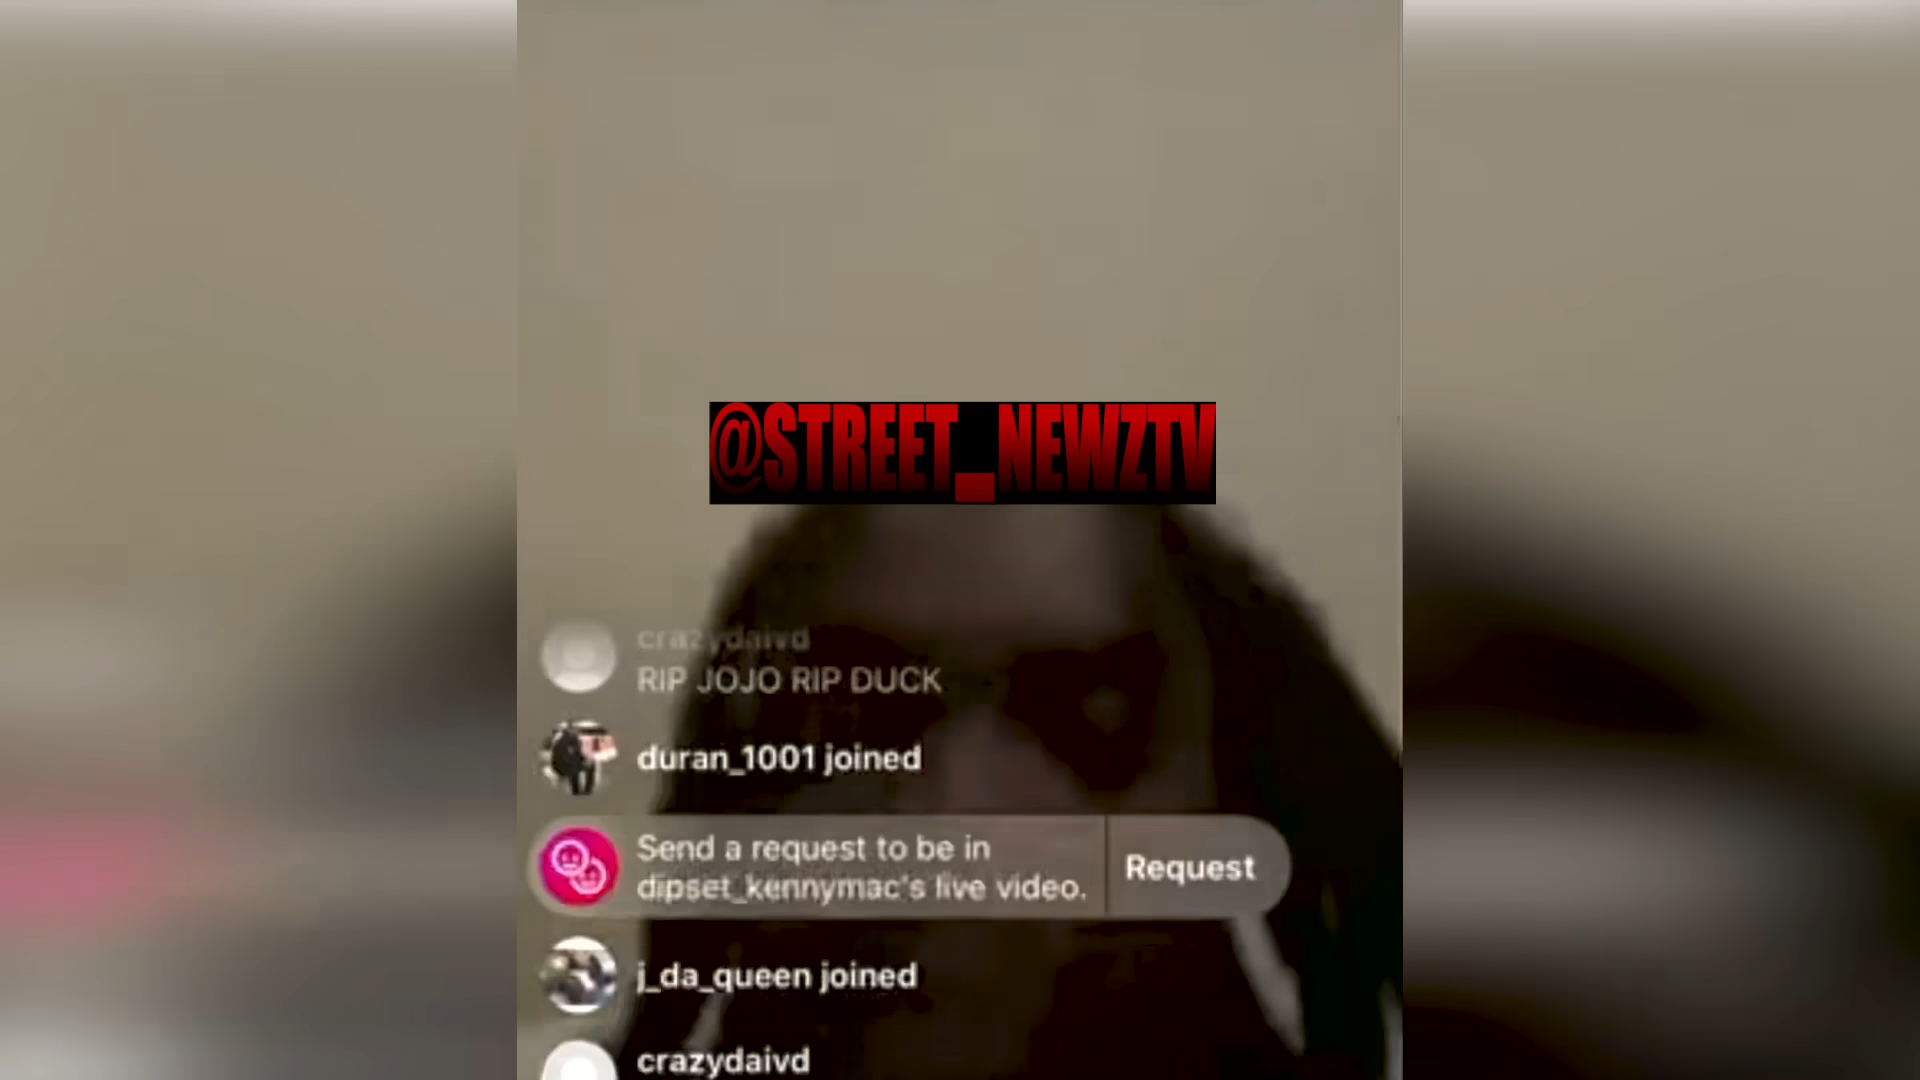 @STREET_NEWZTV
crazydaivd
RIP JOJO RIP DUCK
duran_1001 joined
Send a request to be in
dipset_kennymac's live video.
Request
j_da_queen joined
crazydaivd